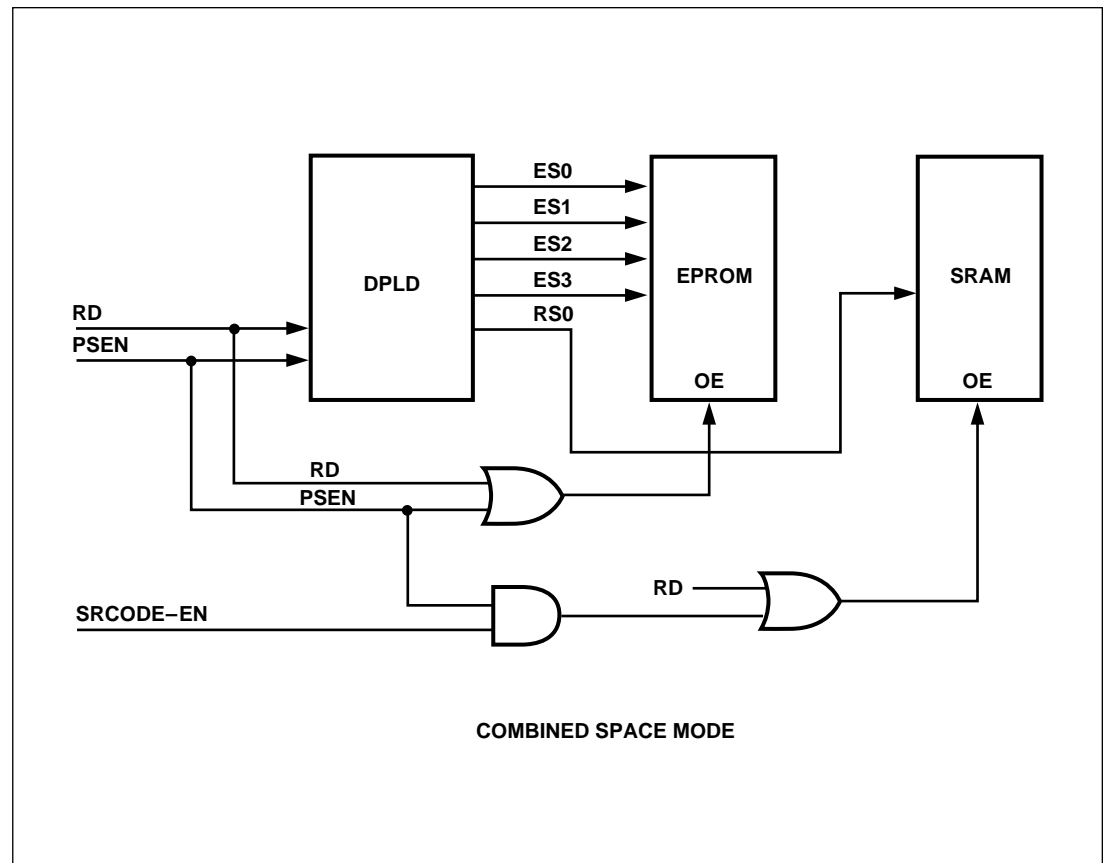 ES0
ES1
ES2
ES3
RS0
DPLD
EPROM
OE
SRAM
OE
RD
PSEN
RD
PSEN
SRCODE–EN
RD
COMBINED SPACE MODE